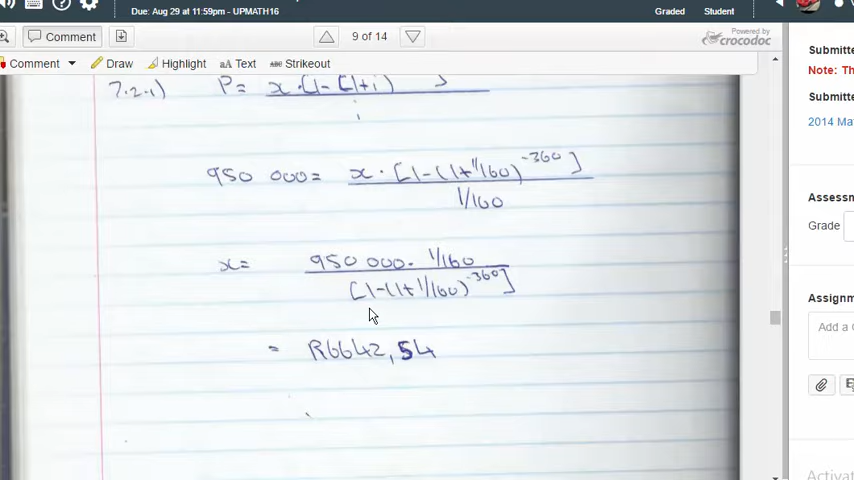 Due: Aug 29 at 11:59pm - UPMATH16
Graded Student
Comment
9 of 14
Powered by
crocodoc
Comment Draw Highlight Text Strikeout
7.2.1) P= x.[1-(1+i)
i
950 000= x.[1-(1+1/160)^-360]
1/160
x= 950 000. 1/160
[1-(1+1/160)^-360]
= R6642,54
Submitte
Note: Th
Submitte
2014 Ma
Assess
Grade
Assignm
Add a C
Activat